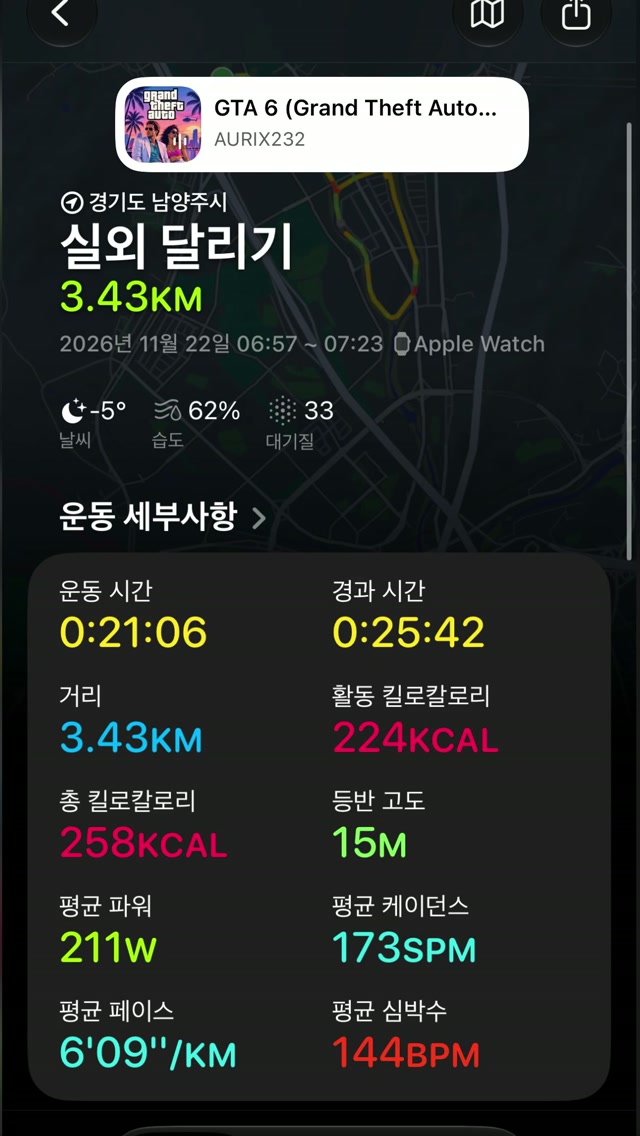 grand
theft
auto
GTA 6 (Grand Theft Auto...
AURIX232
경기도 남양주시
실외 달리기
3.43KM
2026년 11월 22일 06:57 ~ 07:23 Apple Watch
-5° 62% 33
날씨 습도 대기질
운동 세부사항
운동 시간 경과 시간
0:21:06 0:25:42
거리 활동 킬로칼로리
3.43KM 224KCAL
총 킬로칼로리 등반 고도
258KCAL 15M
평균 파워 평균 케이던스
211W 173SPM
평균 페이스 평균 심박수
6'09''/KM 144BPM